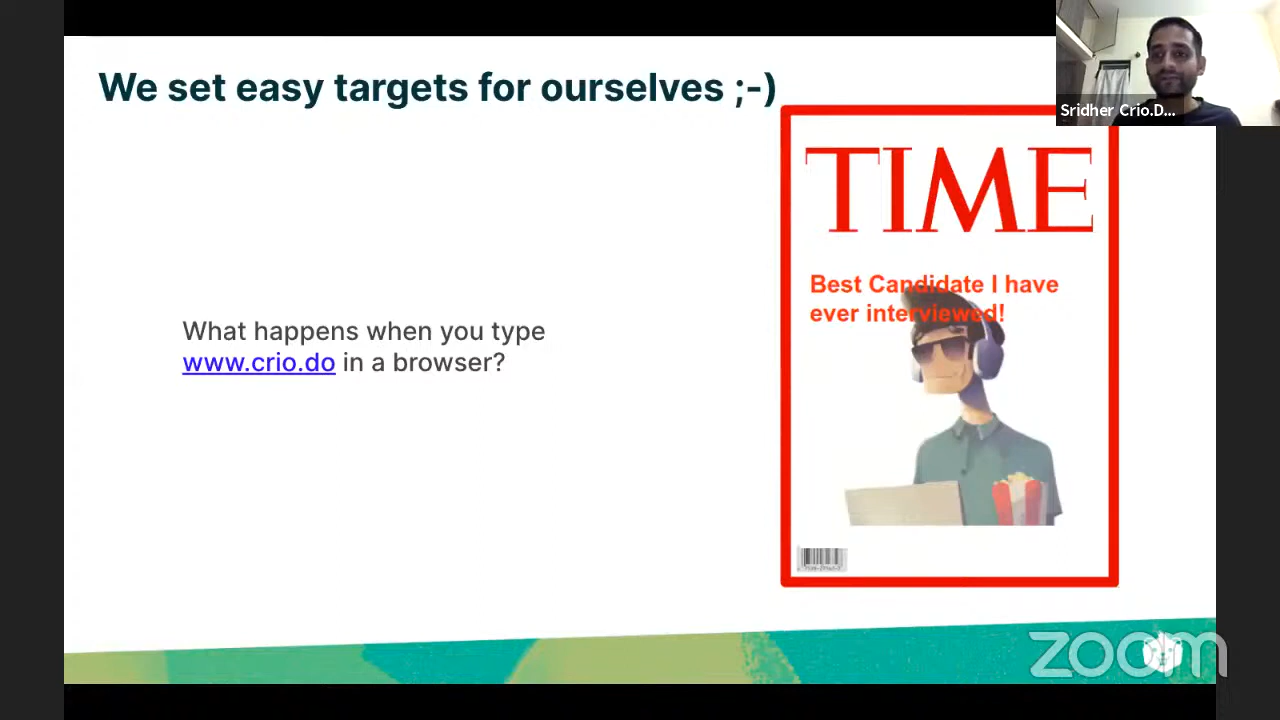 We set easy targets for ourselves ;-)
Sridher Crio.D...
TIME
Best Candidate I have
ever interviewed!
What happens when you type
www.crio.do in a browser?
zoom